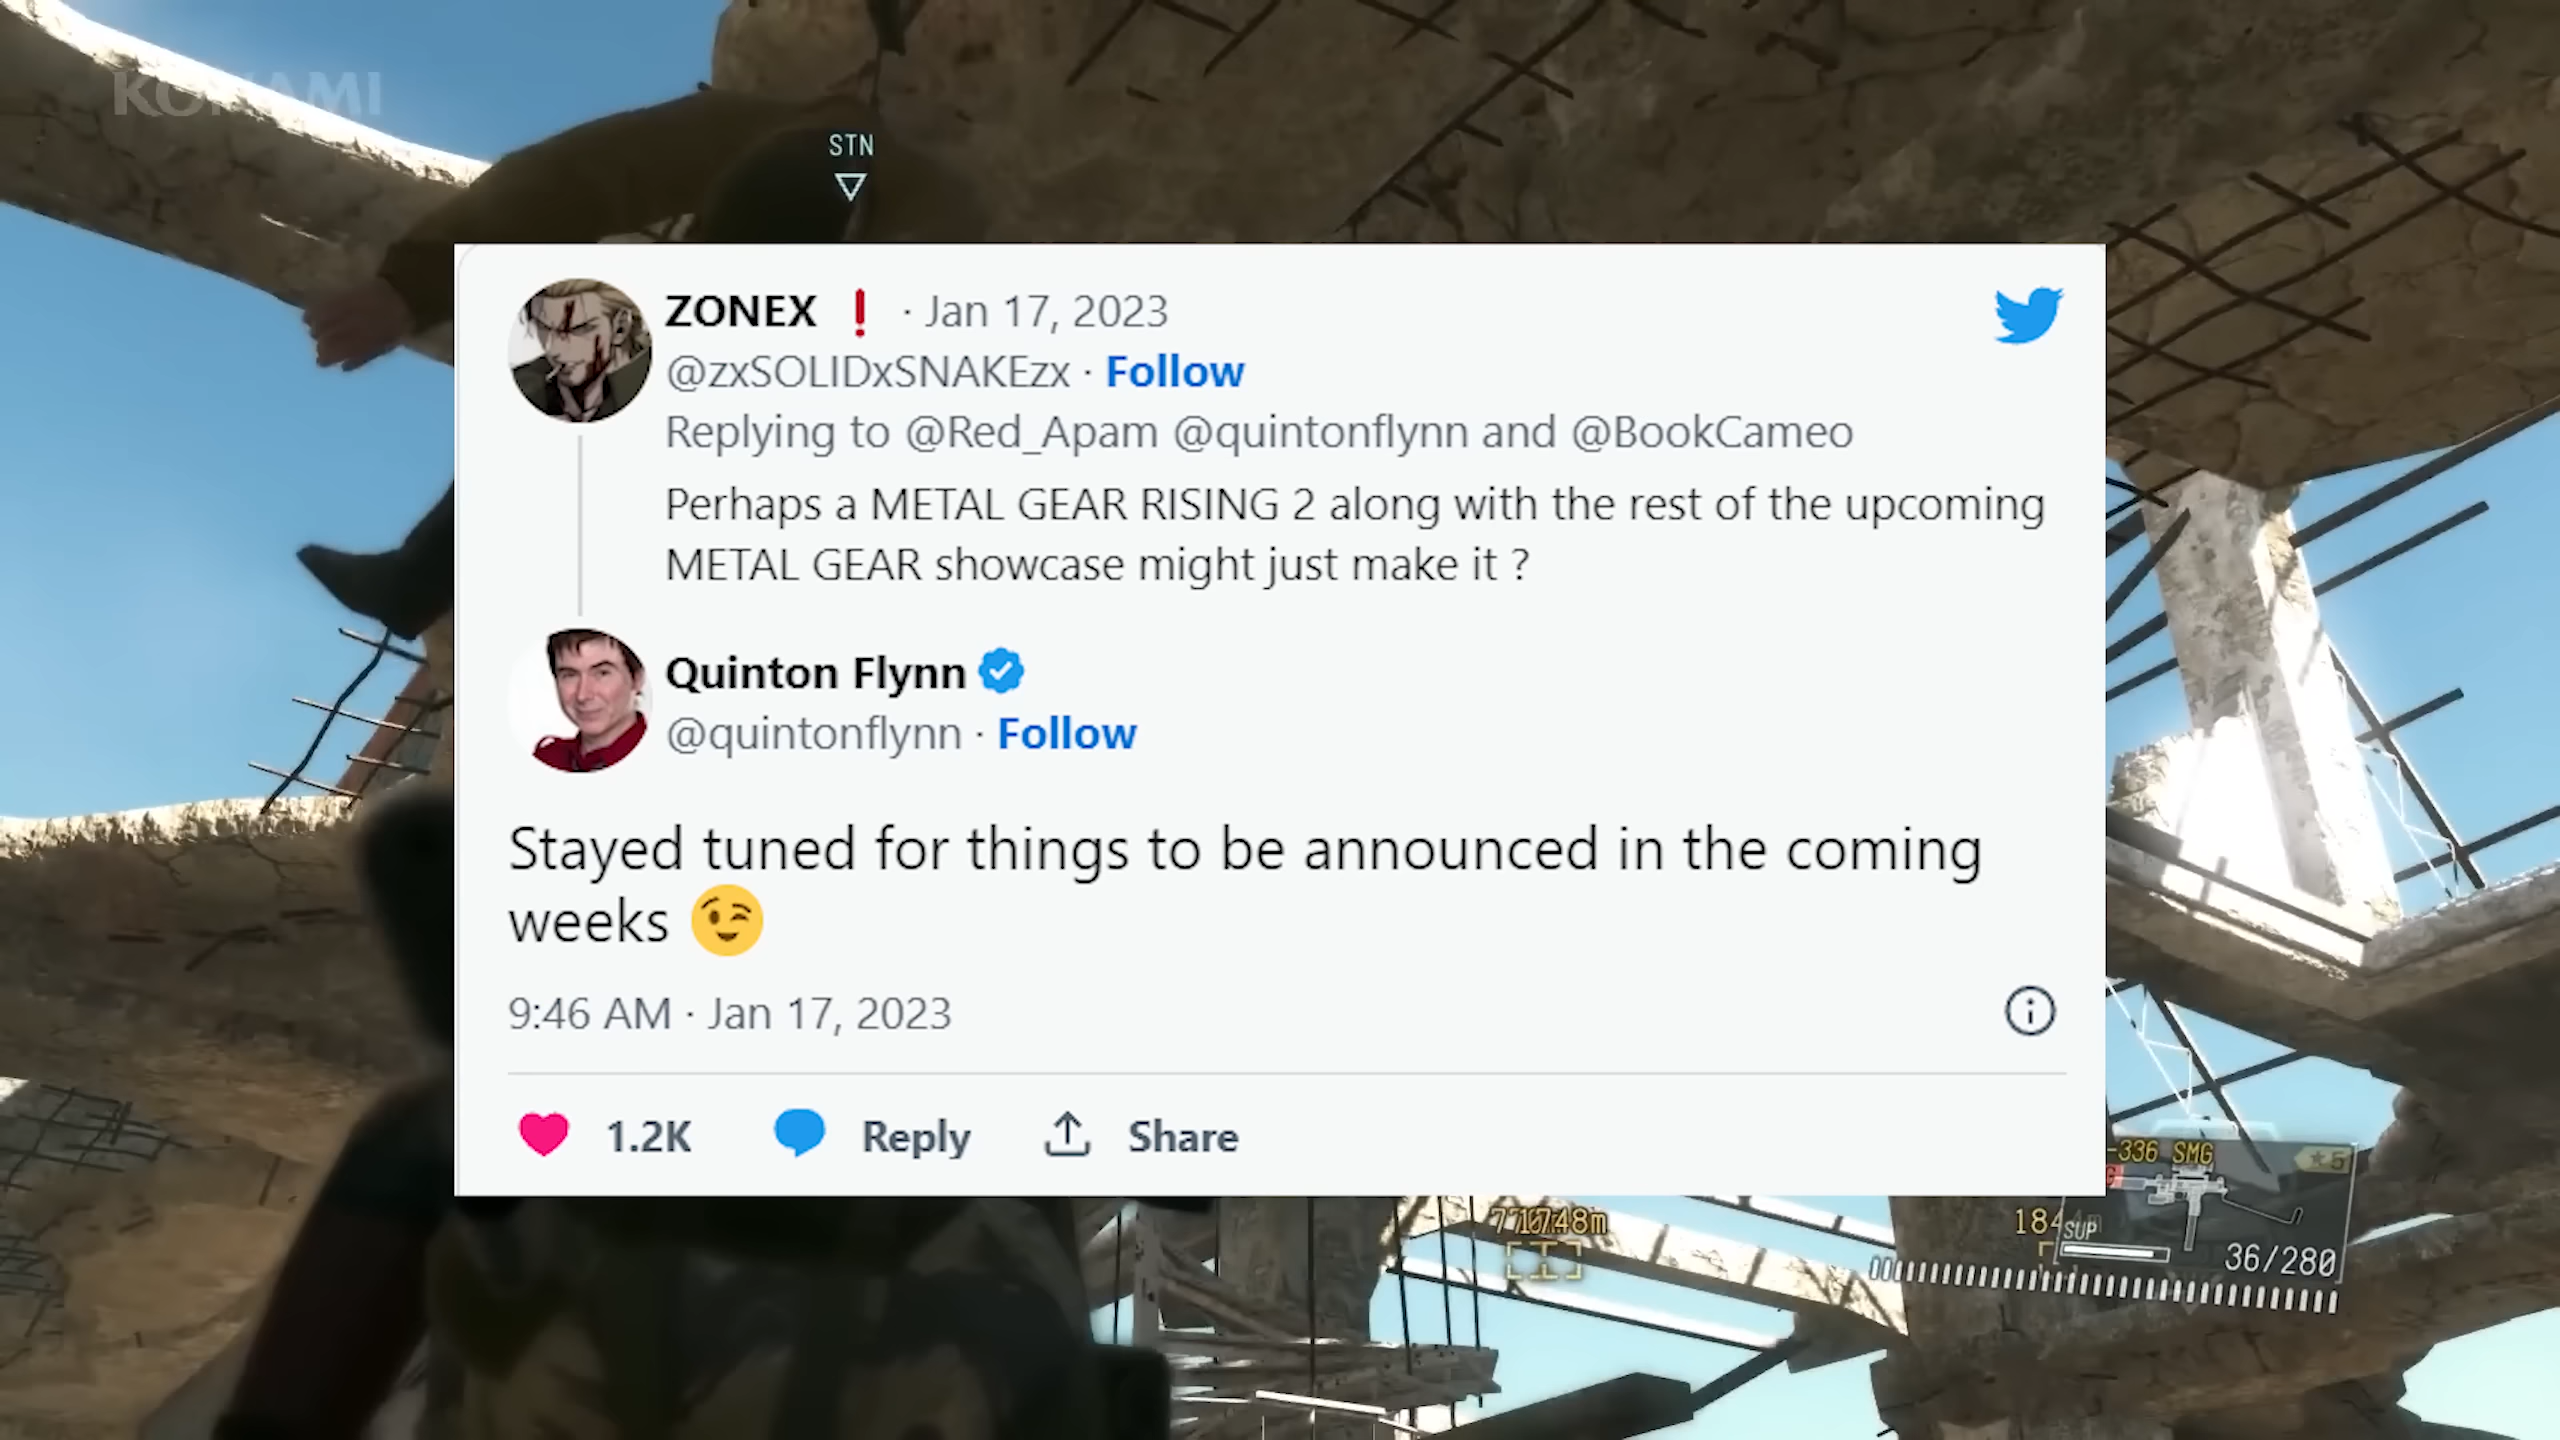 KONAMI
STN
ZONEX ❗ · Jan 17, 2023
@zxSOLIDxSNAKEzx · Follow
Replying to @Red_Apam @quintonflynn and @BookCameo
Perhaps a METAL GEAR RISING 2 along with the rest of the upcoming
METAL GEAR showcase might just make it ?
Quinton Flynn
@quintonflynn · Follow
Stayed tuned for things to be announced in the coming
weeks 😉
9:46 AM · Jan 17, 2023
1.2K Reply Share
-336 SMG
★5
SUP
36/280